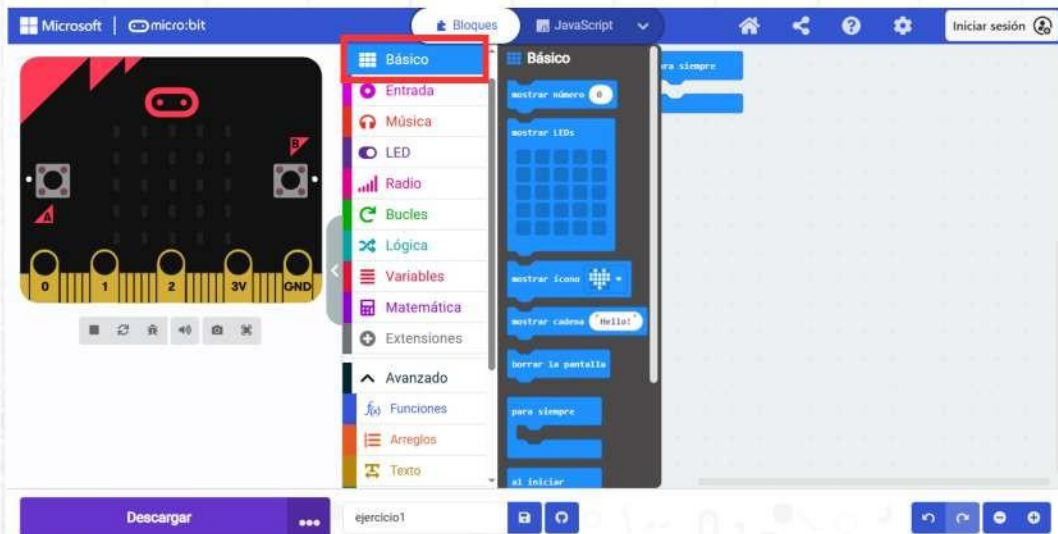 Microsoft | micro:bit
Bloques
JavaScript
Iniciar sesión
B
A
0
1
2
3V
GND
Básico
Entrada
Música
LED
Radio
Bucles
Lógica
Variables
Matemática
Extensiones
Avanzado
f(x) Funciones
Arreglos
Texto
Básico
mostrar número 0
mostrar LEDs
mostrar ícono
mostrar cadena "Hello!"
borrar la pantalla
para siempre
al iniciar
ra siempre
Descargar
ejercicio1